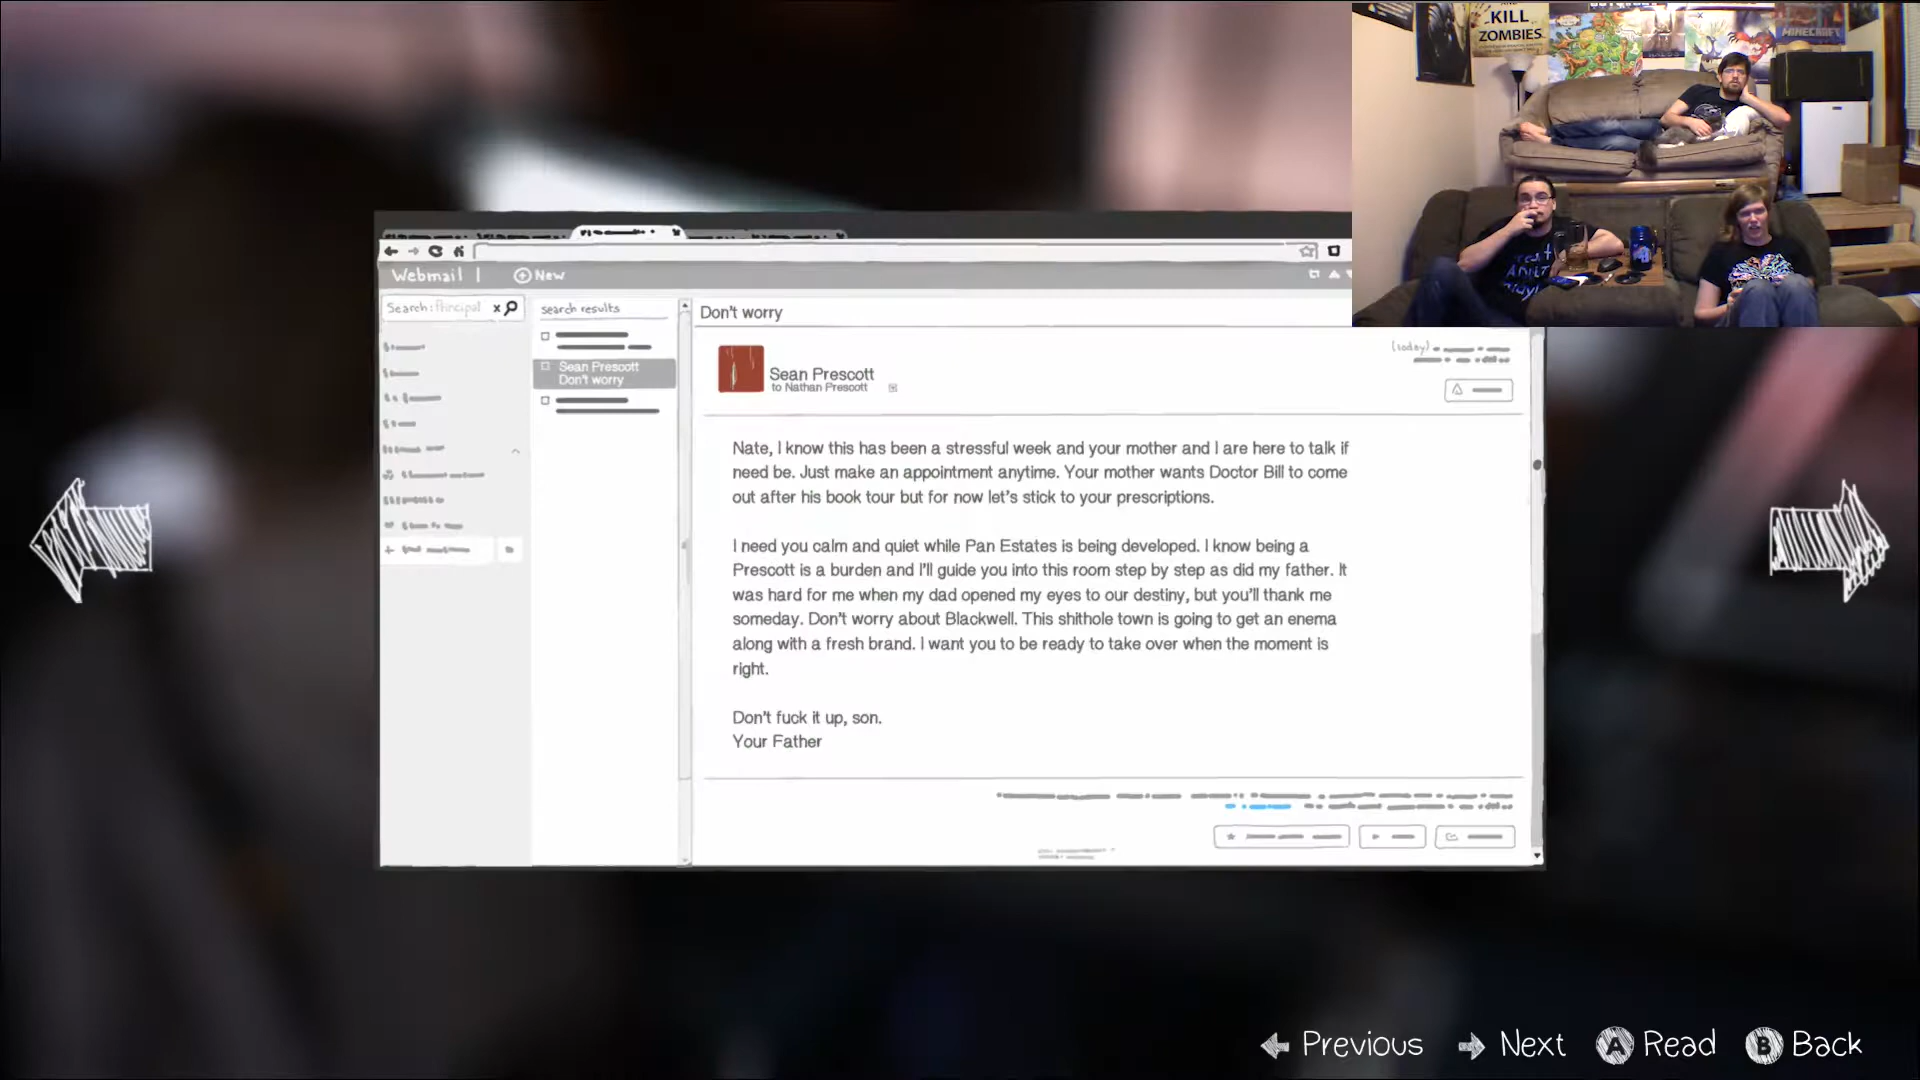 KILL
ZOMBIES
MINECRAFT
Webmail
New
Search: Principal x
search results
Don't worry
(today)
Sean Prescott
Don't worry
Sean Prescott
to Nathan Prescott
Nate, I know this has been a stressful week and your mother and I are here to talk if
need be. Just make an appointment anytime. Your mother wants Doctor Bill to come
out after his book tour but for now let's stick to your prescriptions.
I need you calm and quiet while Pan Estates is being developed. I know being a
Prescott is a burden and I'll guide you into this room step by step as did my father. It
was hard for me when my dad opened my eyes to our destiny, but you'll thank me
someday. Don't worry about Blackwell. This shithole town is going to get an enema
along with a fresh brand. I want you to be ready to take over when the moment is
right.
Don't fuck it up, son.
Your Father
Previous Next A Read B Back